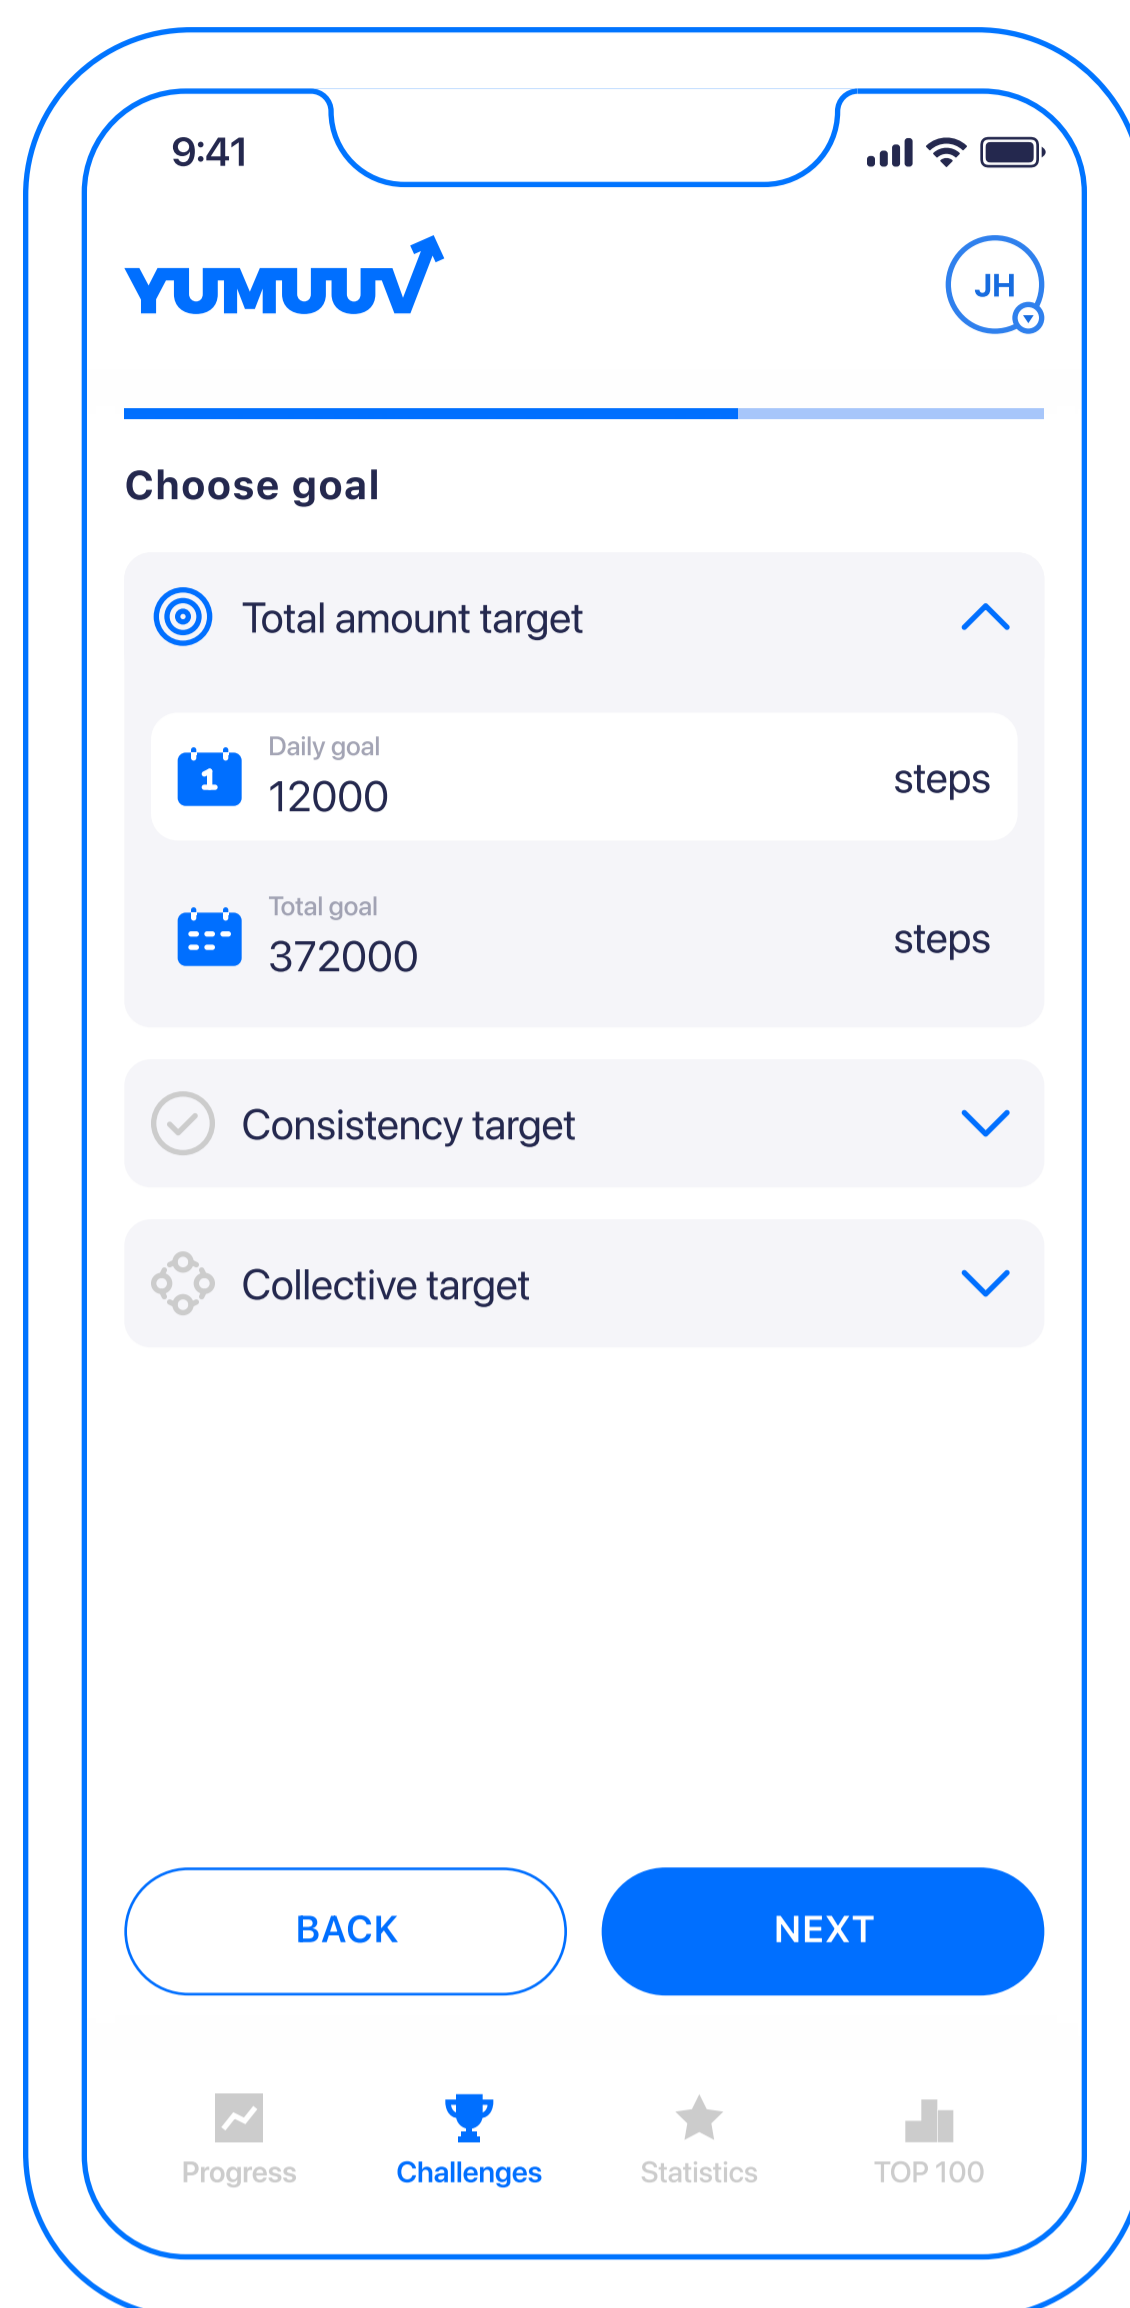 9:41
YUMUUV
JH
Choose goal
Total amount target
1
Daily goal
12000
steps
Total goal
372000
steps
Consistency target
Collective target
BACK
NEXT
Progress
Challenges
Statistics
TOP 100